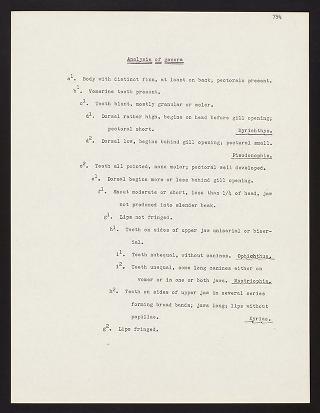 794
Analysis of genera
a1. Body with distinct fins, at least on back; pectorals present.
b1. Vomerine teeth present.
c1. Teeth blunt, mostly granular or molar.
d1. Dorsal rather high, begins on head before gill opening;
pectoral short.
Myrichthys.
d2. Dorsal low, begins behind gill opening; pectoral small.
Pisodonophis.
c2. Teeth all pointed, none molar; pectoral well developed.
e1. Dorsal begins more or less behind gill opening.
f1. Snout moderate or short, less than 1/4 of head, jaw
not produced into slender beak.
g1. Lips not fringed.
h1. Teeth on sides of upper jaw uniserial or biser-
ial.
i1. Teeth subequal, without canines. Ophichthus.
i2. Teeth unequal, some long canines either on
vomer or in one or both jaws. Mystriophis.
h2. Teeth on sides of upper jaw in several series
forming broad bands; jaws long; lips without
papillae.
g2. Lips fringed.